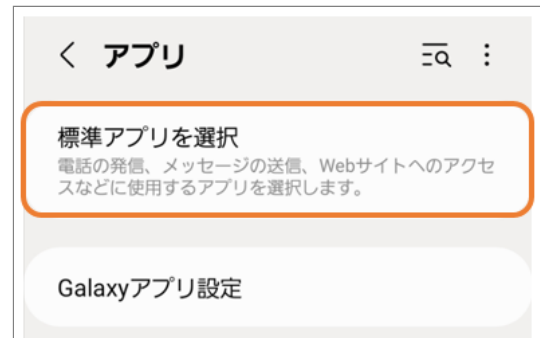 アプリ
標準アプリを選択
電話の発信、メッセージの送信、Webサイトへのアクセ
スなどに使用するアプリを選択します。
Galaxyアプリ設定